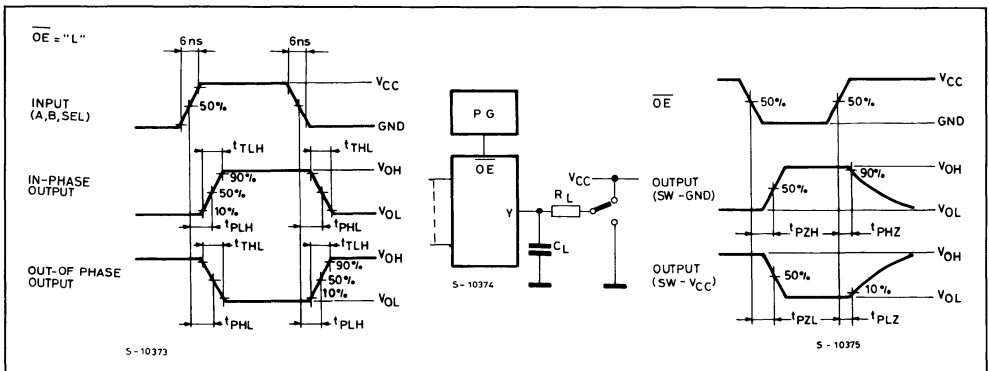 OE = "L"
6ns 6ns
INPUT
(A,B,SEL)
50%
VCC
GND
tTLH
tTHL
IN-PHASE
OUTPUT
90%
50%
10%
VOH
VOL
tPLH
tPHL
tTHL
tTLH
OUT-OF PHASE
OUTPUT
90%
50%
10%
VOH
VOL
tPHL
tPLH
S - 10373
PG
OE
Y
VCC
RL
CL
S - 10374
OE
50%
50%
VCC
GND
OUTPUT
(SW -GND)
50%
90%
VOH
VOL
tPZH
tPHZ
OUTPUT
(SW - VCC)
50%
10%
VOH
VOL
tPZL
tPLZ
S - 10375